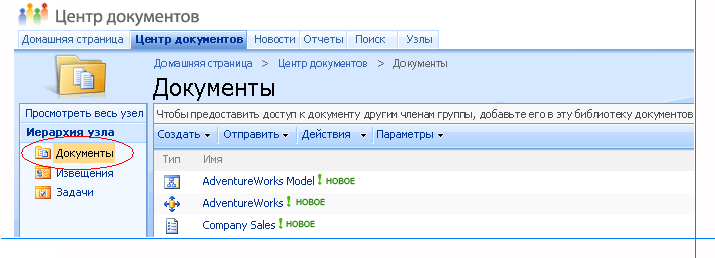 Центр документов
Домашняя страница Центр документов Новости Отчеты Поиск Узлы
Домашняя страница > Центр документов > Документы
Документы
Просмотреть весь узел
Чтобы предоставить доступ к документу другим членам группы, добавьте его в эту библиотеку документов
Иерархия узла
Создать Отправить Действия Параметры
Документы
Извещения
Задачи
Тип Имя
AdventureWorks Model ! НОВОЕ
AdventureWorks ! НОВОЕ
Company Sales ! НОВОЕ